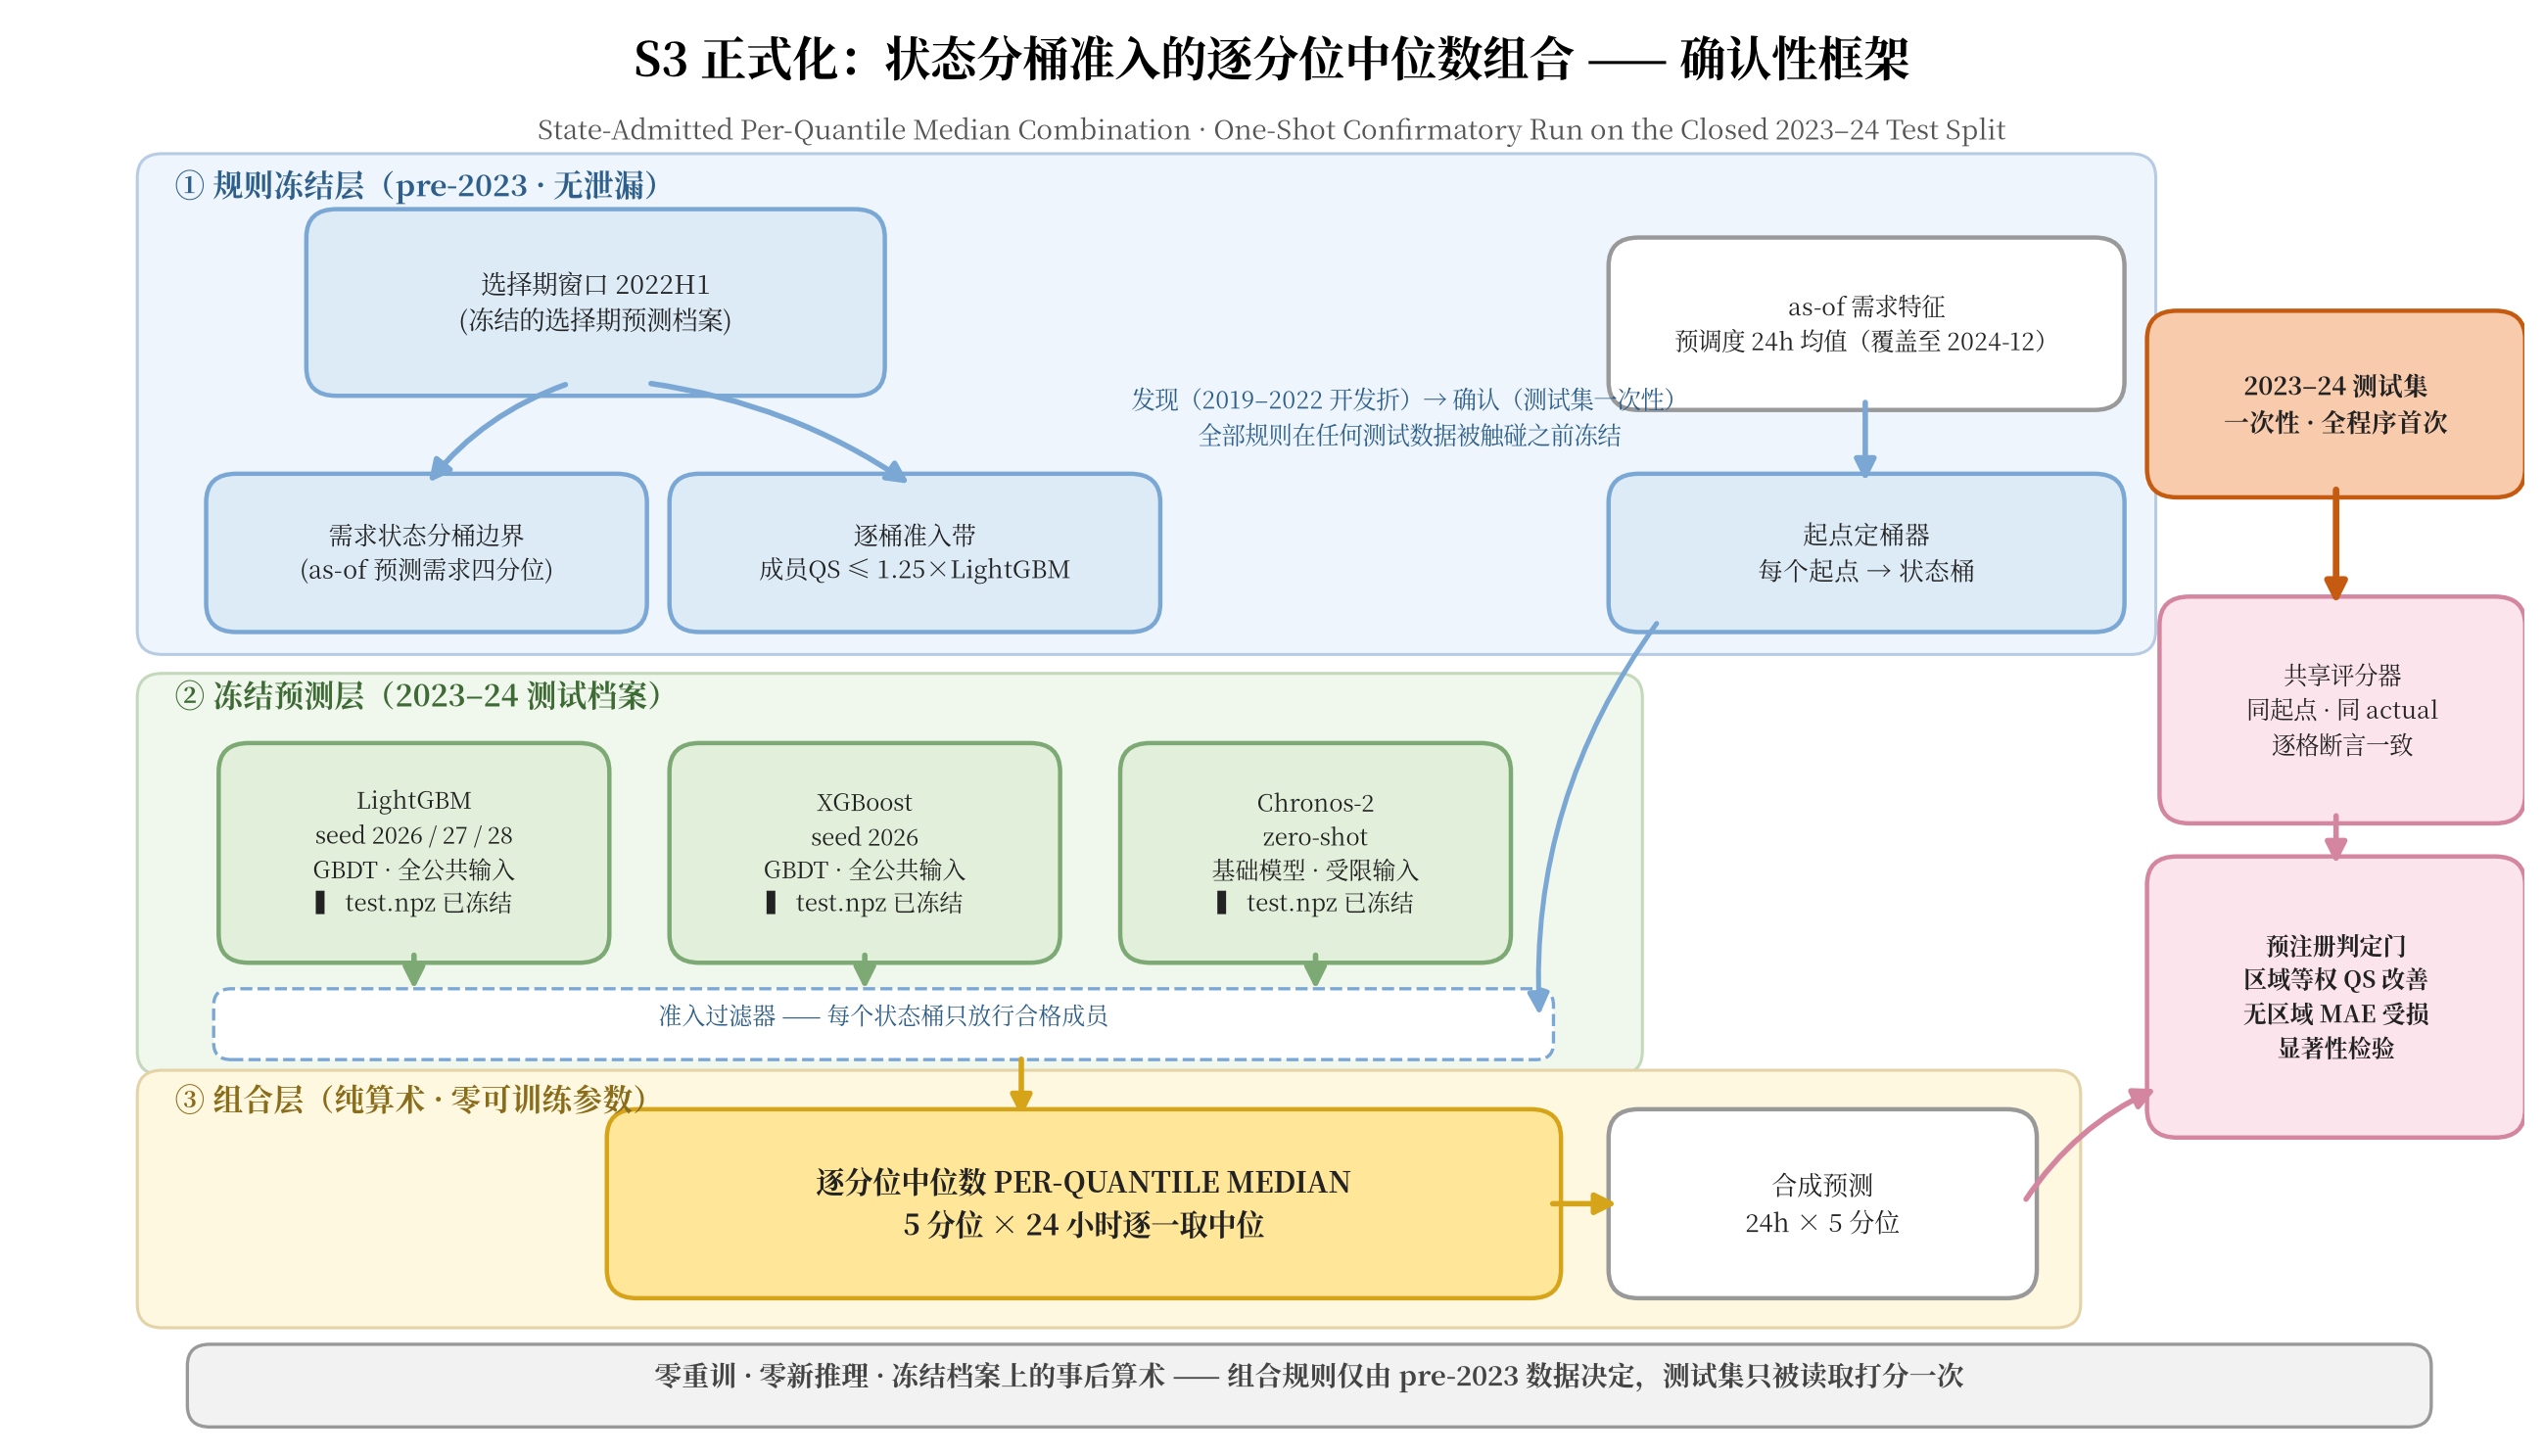 S3 正式化：状态分桶准入的逐分位中位数组合 —— 确认性框架
State-Admitted Per-Quantile Median Combination · One-Shot Confirmatory Run on the Closed 2023–24 Test Split
① 规则冻结层（pre-2023 · 无泄漏）
选择期窗口 2022H1
(冻结的选择期预测档案)
as-of 需求特征
预调度 24h 均值（覆盖至 2024-12）
发现（2019–2022 开发折）→ 确认（测试集一次性）
全部规则在任何测试数据被触碰之前冻结
需求状态分桶边界
(as-of 预测需求四分位)
逐桶准入带
成员QS ⩽ 1.25×LightGBM
起点定桶器
每个起点 → 状态桶
2023–24 测试集
一次性 · 全程序首次
共享评分器
同起点 · 同 actual
逐格断言一致
预注册判定门
区域等权 QS 改善
无区域 MAE 受损
显著性检验
② 冻结预测层（2023–24 测试档案）
LightGBM
seed 2026 / 27 / 28
GBDT · 全公共输入
▮ test.npz 已冻结
XGBoost
seed 2026
GBDT · 全公共输入
▮ test.npz 已冻结
Chronos-2
zero-shot
基础模型 · 受限输入
▮ test.npz 已冻结
准入过滤器 —— 每个状态桶只放行合格成员
③ 组合层（纯算术 · 零可训练参数）
逐分位中位数 PER-QUANTILE MEDIAN
5 分位 × 24 小时逐一取中位
合成预测
24h × 5 分位
零重训 · 零新推理 · 冻结档案上的事后算术 —— 组合规则仅由 pre-2023 数据决定，测试集只被读取打分一次